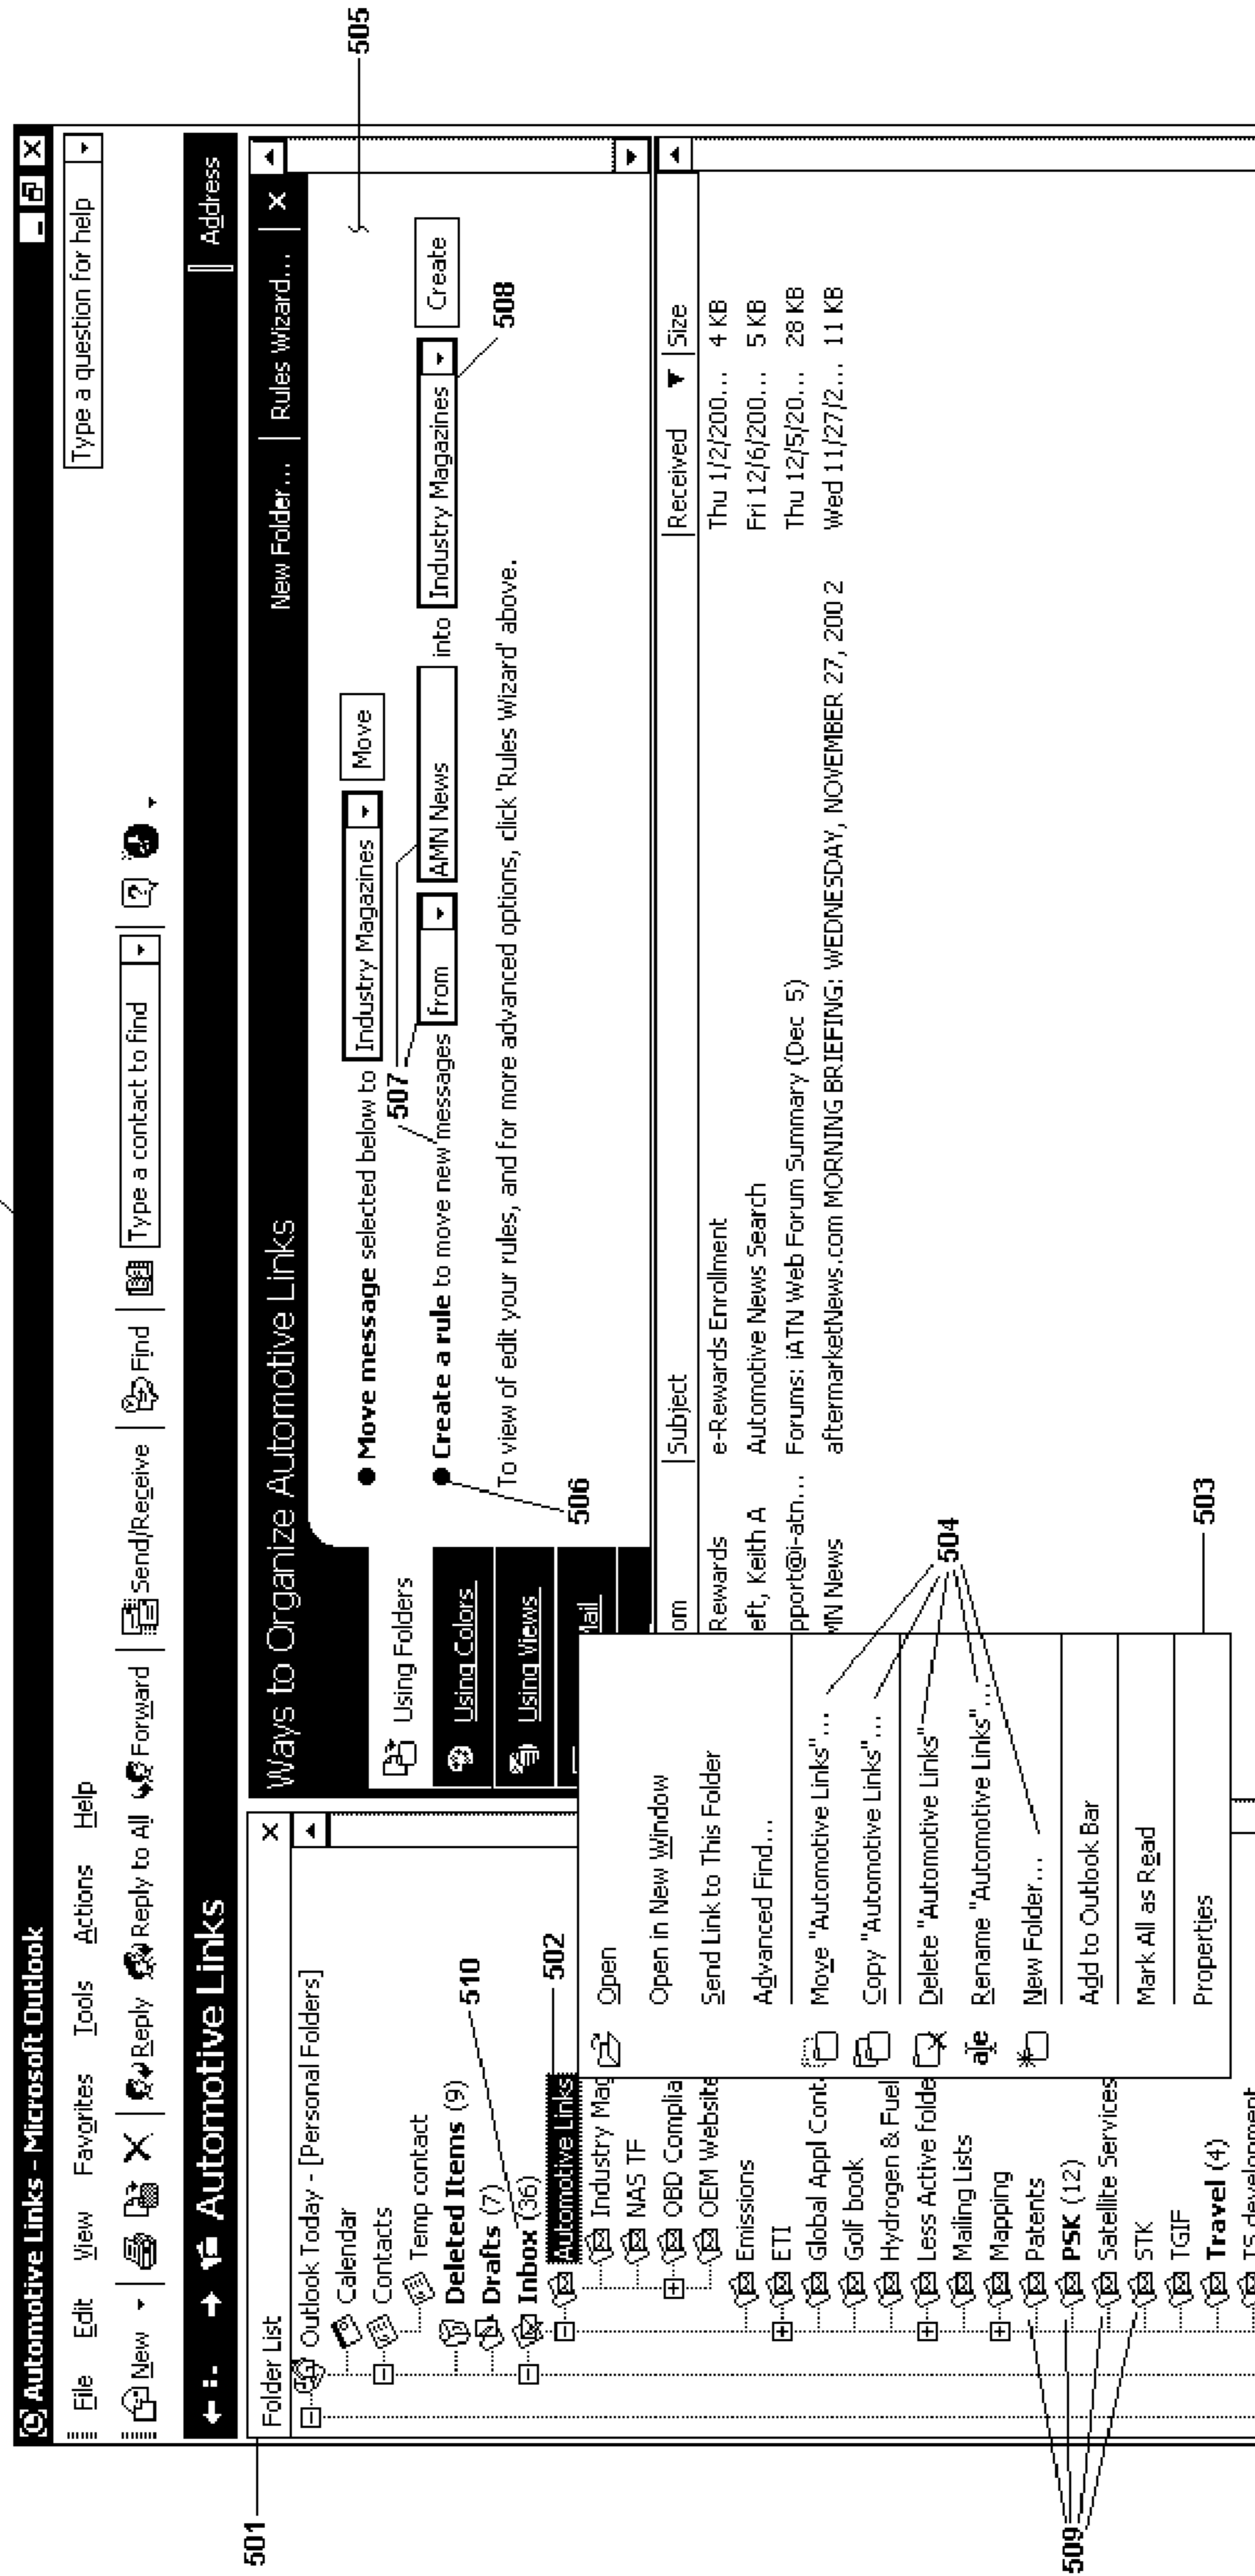 Automotive Links – Microsoft Outlook
File Edit View Favorites Tools Actions Help
Type a question for help
New Reply Reply to All Forward Send/Receive Find Type a contact to find
Automotive Links
Address
501
Folder List
Outlook Today - [Personal Folders]
Calendar
Contacts
Temp contact
Deleted Items (9)
Drafts (7)
510
Inbox (36)
502
Automotive Links
Industry Mag
NAS TF
OBD Complia
OEM Website
Emissions
ETI
Global Appl Cont
Golf book
Hydrogen & Fuel
Less Active folde
Mailing Lists
Mapping
Patents
PSK (12)
Satellite Services
STK
TGIF
Travel (4)
TS development
509
Open
Open in New Window
Send Link to This Folder
Advanced Find...
Move "Automotive Links"...
Copy "Automotive Links"...
Delete "Automotive Links"
Rename "Automotive Links"...
New Folder...
Add to Outlook Bar
Mark All as Read
Properties
504
503
Ways to Organize Automotive Links
New Folder... Rules Wizard...
505
Using Folders
Using Colors
Using Views
Mail
Move message selected below to Industry Magazines Move
507
Create a rule to move new messages from AMN News into Industry Magazines Create
506
508
To view of edit your rules, and for more advanced options, click 'Rules Wizard' above.
om Subject Received Size
Rewards e-Rewards Enrollment Thu 1/2/200... 4 KB
eft, Keith A Automotive News Search Fri 12/6/200... 5 KB
pport@i-atn... Forums: iATN Web Forum Summary (Dec 5) Thu 12/5/20... 28 KB
MN News aftermarketNews.com MORNING BRIEFING: WEDNESDAY, NOVEMBER 27, 200 2 Wed 11/27/2... 11 KB